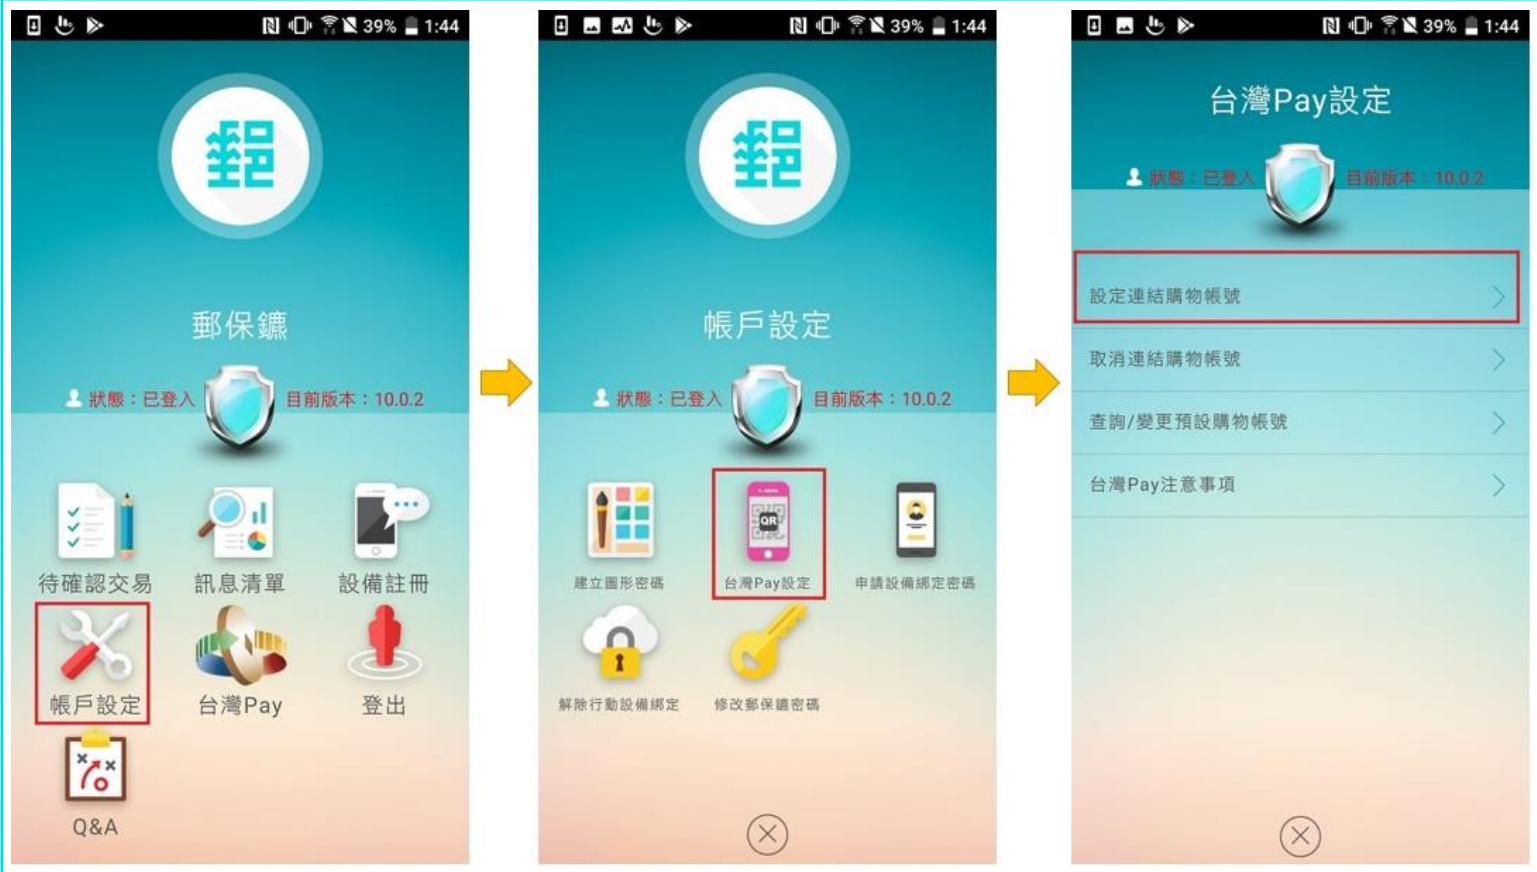 39% 1:44
郵
郵保鑣
狀態：已登入 目前版本：10.0.2
待確認交易 訊息清單 設備註冊
帳戶設定 台灣Pay 登出
Q&A
39% 1:44
郵
帳戶設定
狀態：已登入 目前版本：10.0.2
QR
建立圖形密碼 台灣Pay設定 申請設備綁定密碼
解除行動設備綁定 修改郵保鑣密碼
39% 1:44
台灣Pay設定
狀態：已登入 目前版本：10.0.2
設定連結購物帳號
取消連結購物帳號
查詢/變更預設購物帳號
台灣Pay注意事項